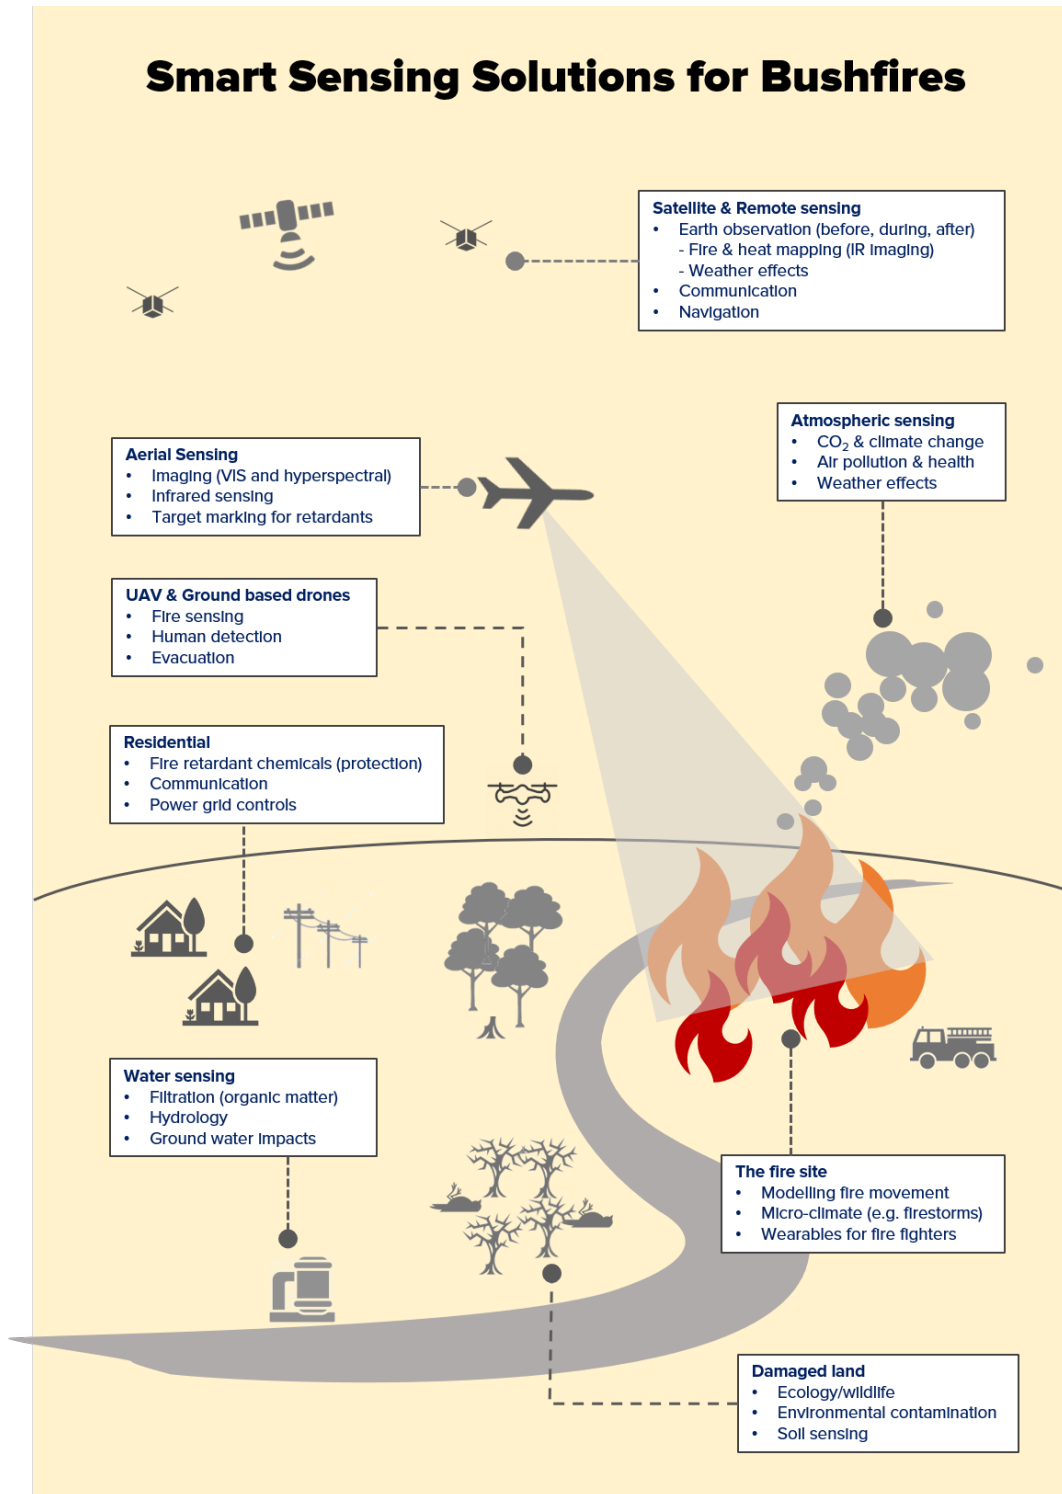 Smart Sensing Solutions for Bushfires
Satellite & Remote sensing
• Earth observation (before, during, after)
- Fire & heat mapping (IR imaging)
- Weather effects
• Communication
• Navigation
Atmospheric sensing
• CO₂ & climate change
• Air pollution & health
• Weather effects
Aerial Sensing
• Imaging (VIS and hyperspectral)
• Infrared sensing
• Target marking for retardants
UAV & Ground based drones
• Fire sensing
• Human detection
• Evacuation
Residential
• Fire retardant chemicals (protection)
• Communication
• Power grid controls
Water sensing
• Filtration (organic matter)
• Hydrology
• Ground water impacts
The fire site
• Modelling fire movement
• Micro-climate (e.g. firestorms)
• Wearables for fire fighters
Damaged land
• Ecology/wildlife
• Environmental contamination
• Soil sensing